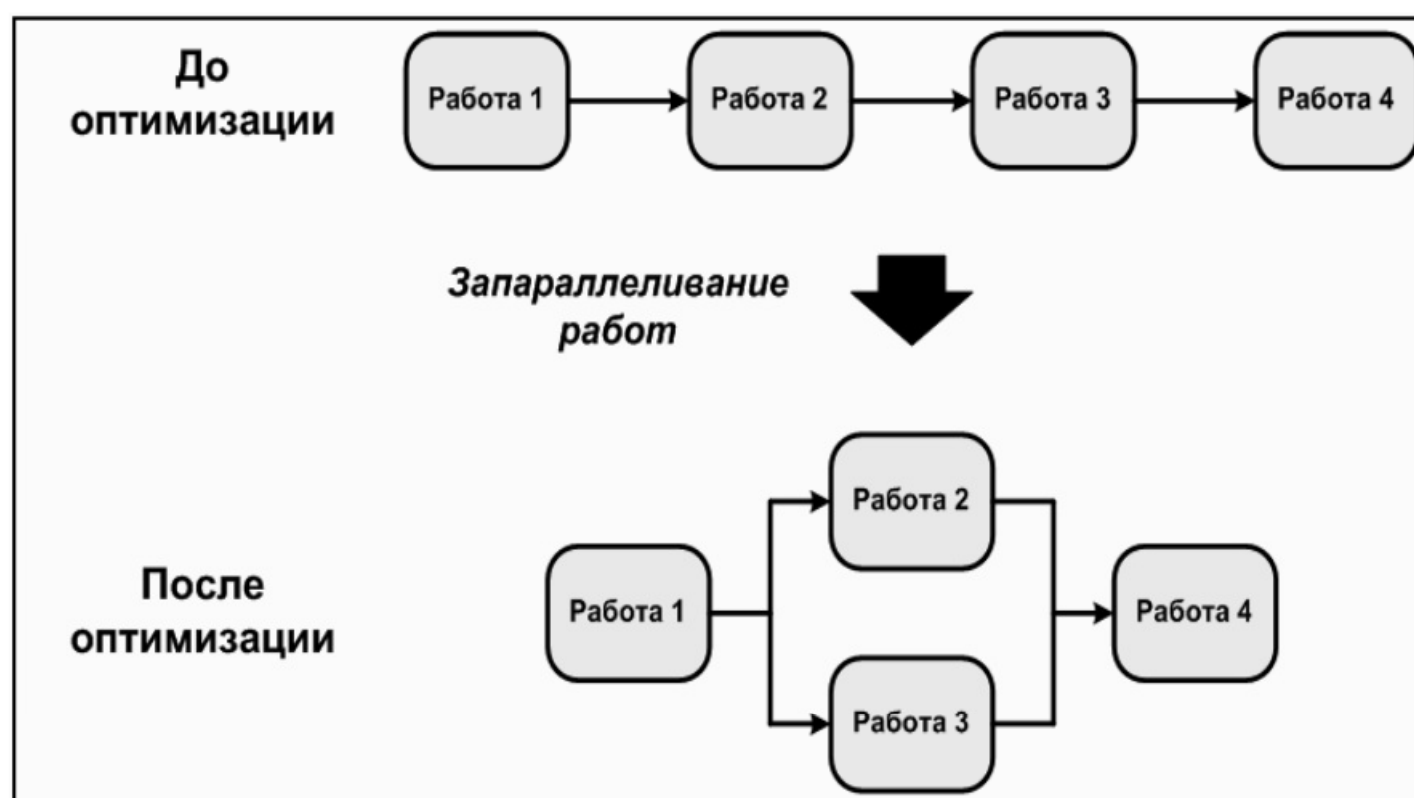 До
оптимизации
Работа 1
Работа 2
Работа 3
Работа 4
Запараллеливание
работ
После
оптимизации
Работа 1
Работа 2
Работа 3
Работа 4